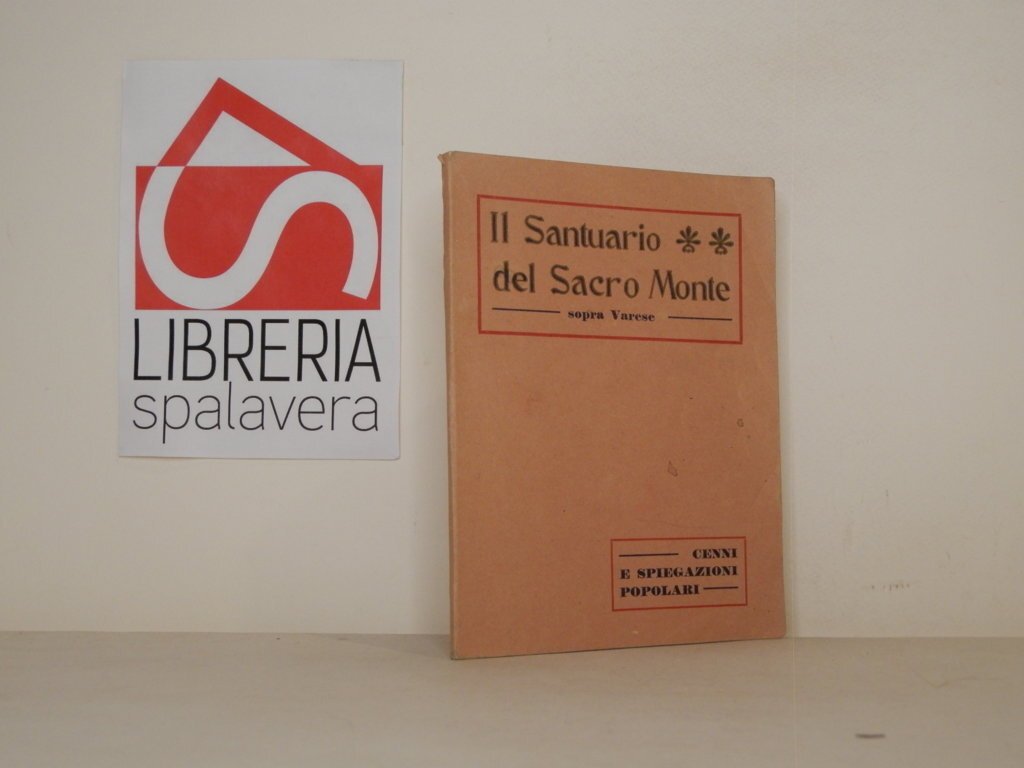 LIBRERIA
spalavera
Il Santuario
del Sacro Monte
sopra Varese
CENNI
E SPIEGAZIONI
POPOLARI